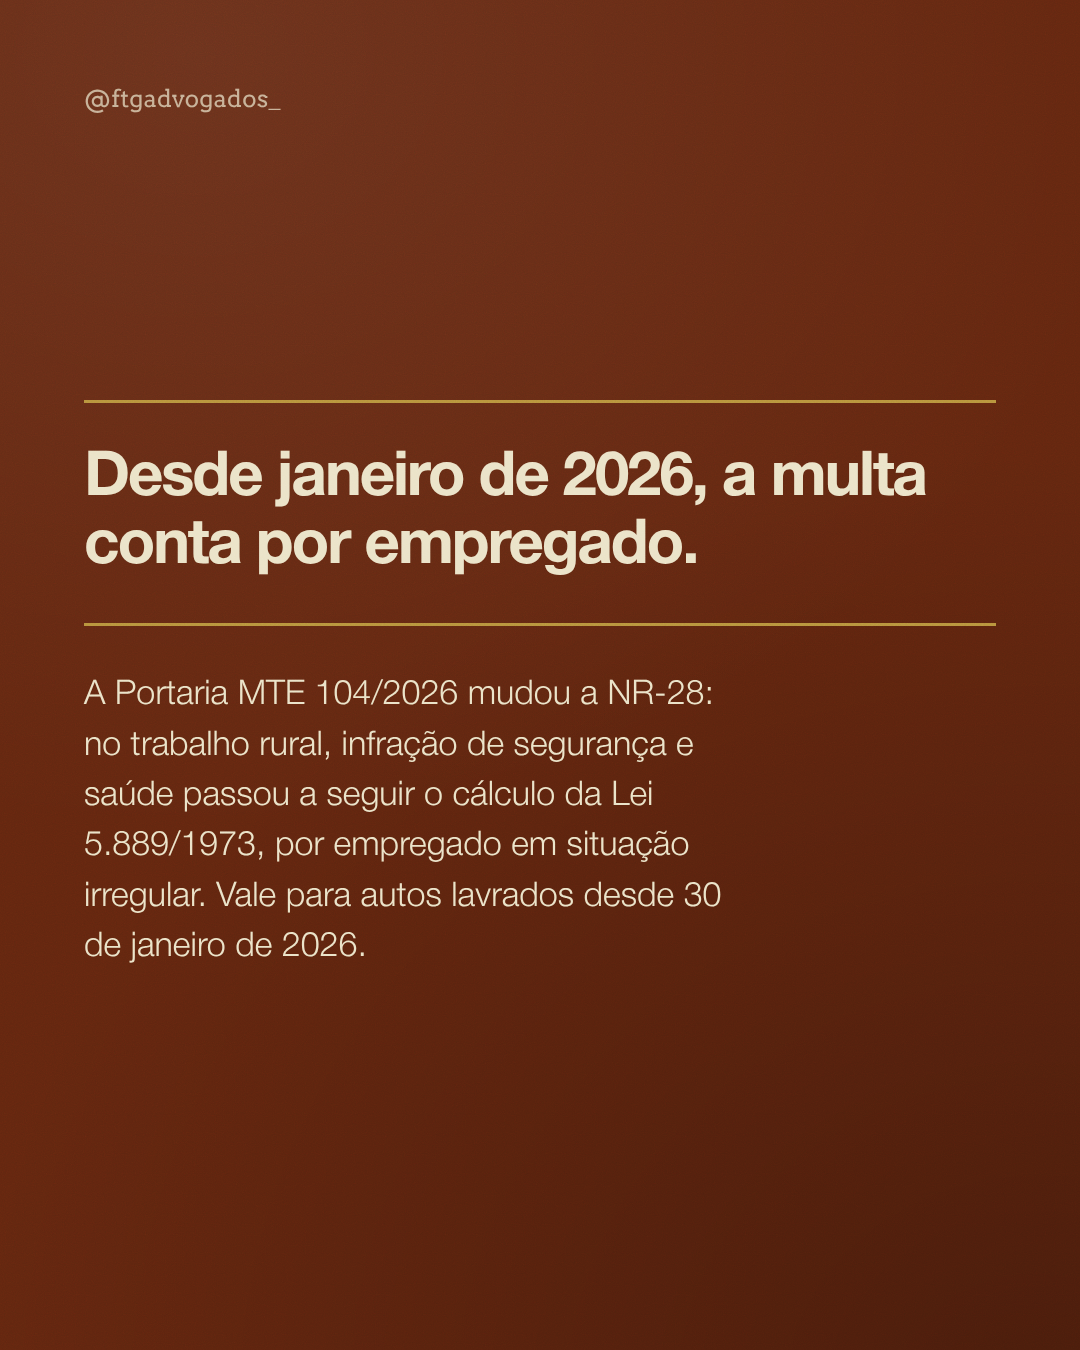 @ftgadvogados_
Desde janeiro de 2026, a multa
conta por empregado.
A Portaria MTE 104/2026 mudou a NR-28:
no trabalho rural, infração de segurança e
saúde passou a seguir o cálculo da Lei
5.889/1973, por empregado em situação
irregular. Vale para autos lavrados desde 30
de janeiro de 2026.